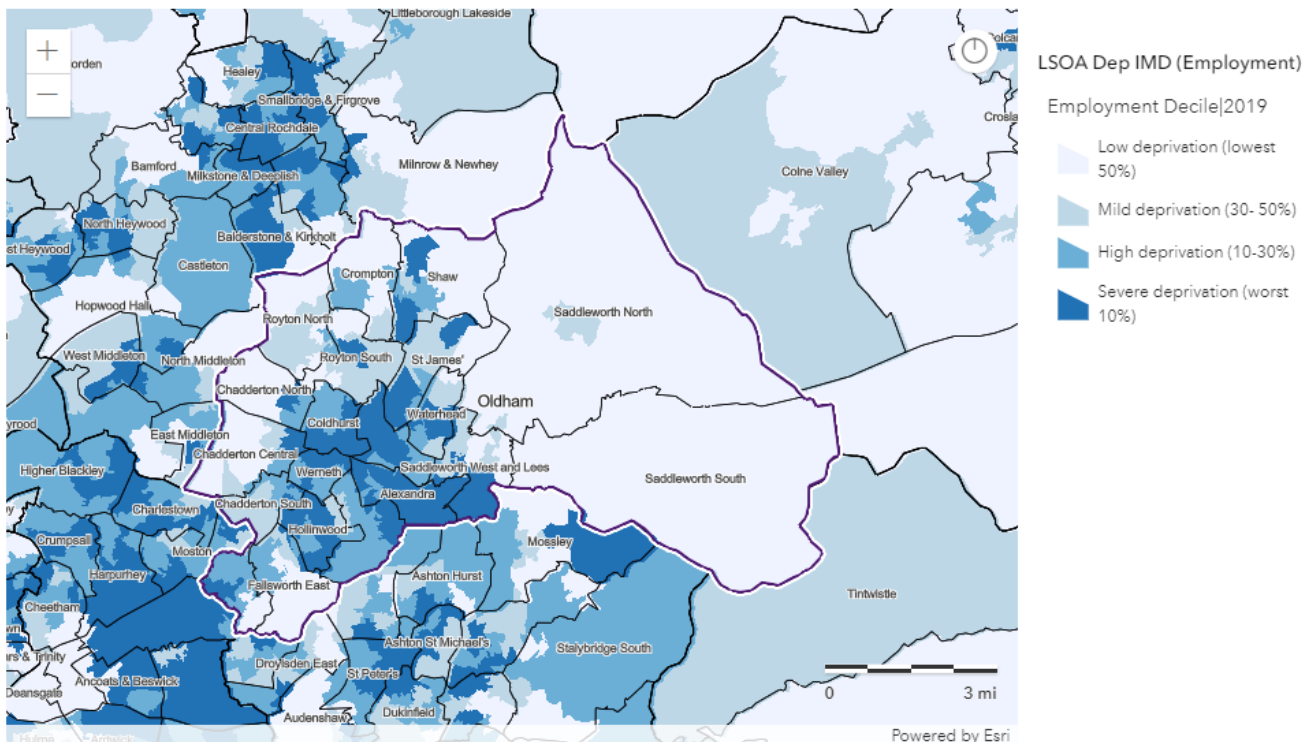 Littleborough Lakeside
orden
Healey
Smallbridge & Firgrove
Central Rochdale
Bamford
Milnrow & Newhey
Milkstone & Deeplish
Colne Valley
North Heywood
Balderstone & Kirkholt
st Heywood
Castleton
Crompton
Shaw
Hopwood Hall
Royton North
Saddleworth North
West Middleton
North Middleton
Royton South
St James'
Chadderton North
Oldham
Coldhurst
Waterhead
yrood
East Middleton
Chadderton Central
Saddleworth West and Lees
Higher Blackley
Werneth
Saddleworth South
Alexandra
Charlestown
Chadderton South
Hollinwood
Crumpsall
Moston
Mossley
Harpurhey
Failsworth East
Ashton Hurst
Tintwistle
Cheetham
Ashton St Michael's
Stalybridge South
rs & Trinity
Droylsden East
St Peter's
Deansgate
Ancoats & Beswick
Dukinfield
Audenshaw
0 3 mi
Powered by Esri
LSOA Dep IMD (Employment)
Employment Decile|2019
Low deprivation (lowest
50%)
Mild deprivation (30- 50%)
High deprivation (10-30%)
Severe deprivation (worst
10%)